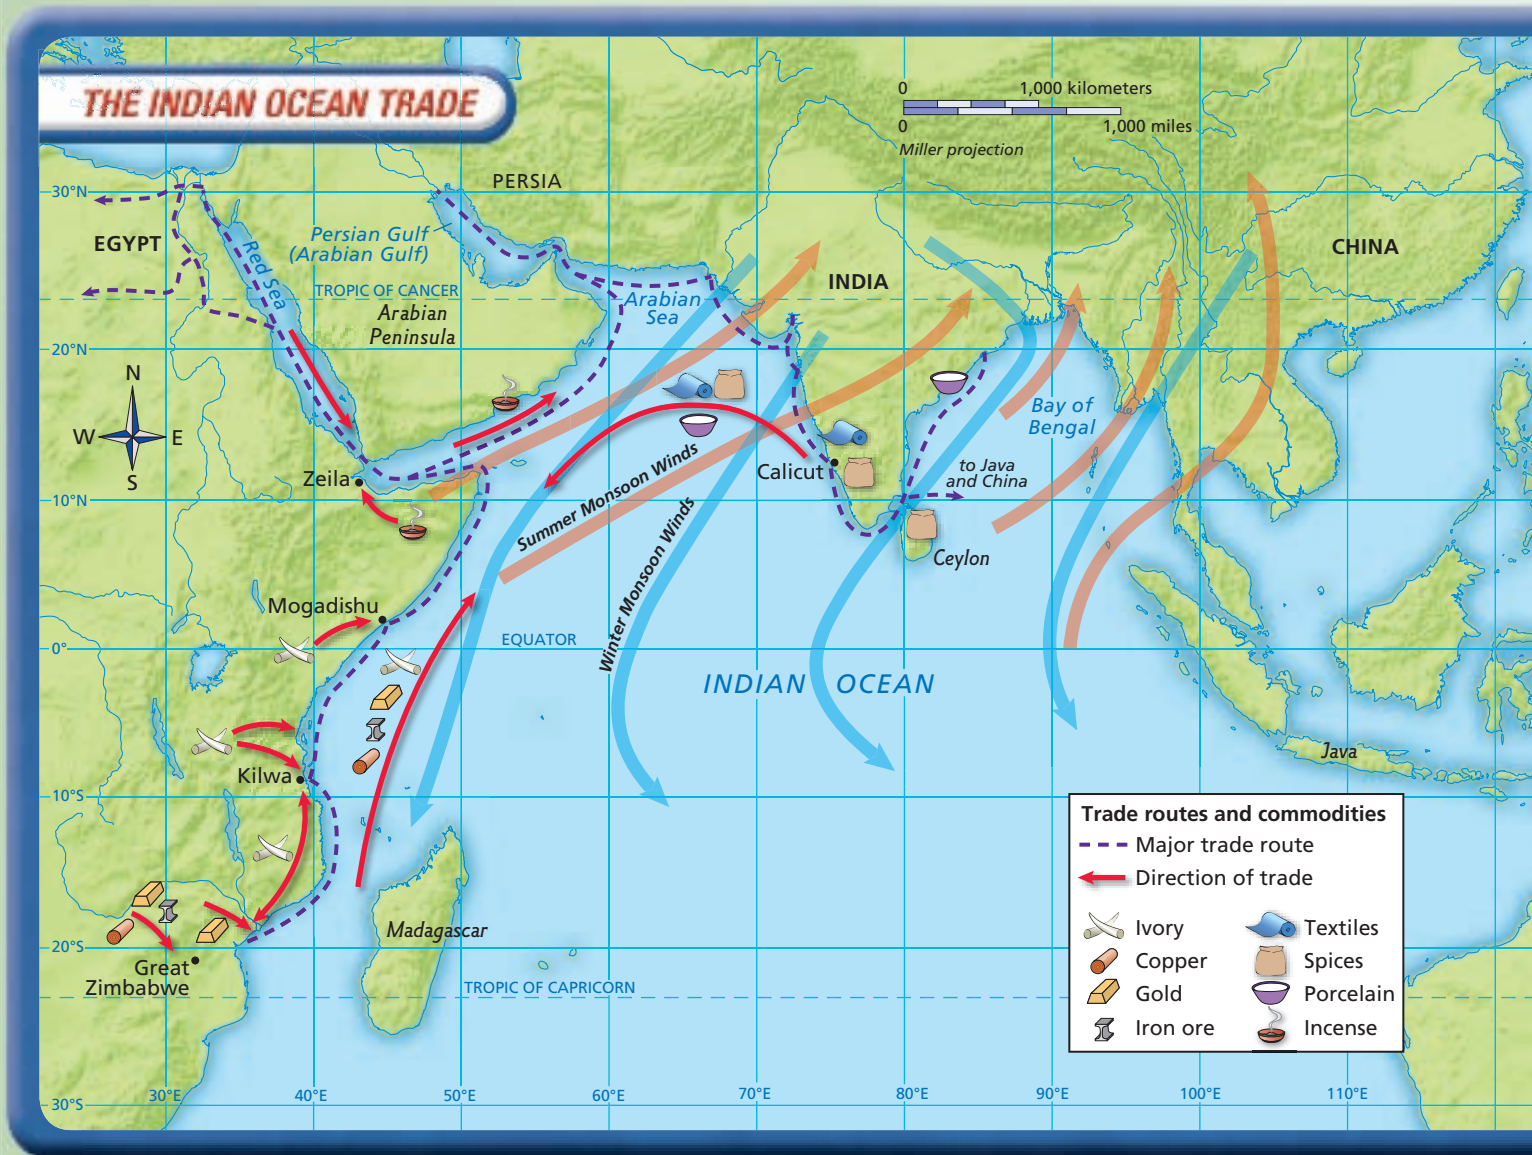 THE INDIAN OCEAN TRADE
0 1,000 kilometers
0 1,000 miles
Miller projection
PERSIA
30°N
EGYPT
Red Sea
Persian Gulf
(Arabian Gulf)
TROPIC OF CANCER
Arabian
Peninsula
Arabian
Sea
INDIA
CHINA
20°N
N
W E
S
Bay of
Bengal
Zeila
Calicut
to Java
and China
10°N
Summer Monsoon Winds
Winter Monsoon Winds
Ceylon
Mogadishu
EQUATOR
0°
INDIAN OCEAN
Kilwa
Java
10°S
Madagascar
20°S
Great
Zimbabwe
TROPIC OF CAPRICORN
30°S
30°E 40°E 50°E 60°E 70°E 80°E 90°E 100°E 110°E
Trade routes and commodities
Major trade route
Direction of trade
Ivory
Copper
Gold
Iron ore
Textiles
Spices
Porcelain
Incense